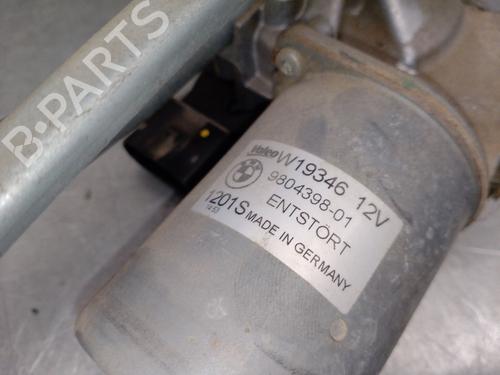 B-PARTS
Valeo W19346 12V
9804398-01
ENTSTÖRT
1201S MADE IN GERMANY